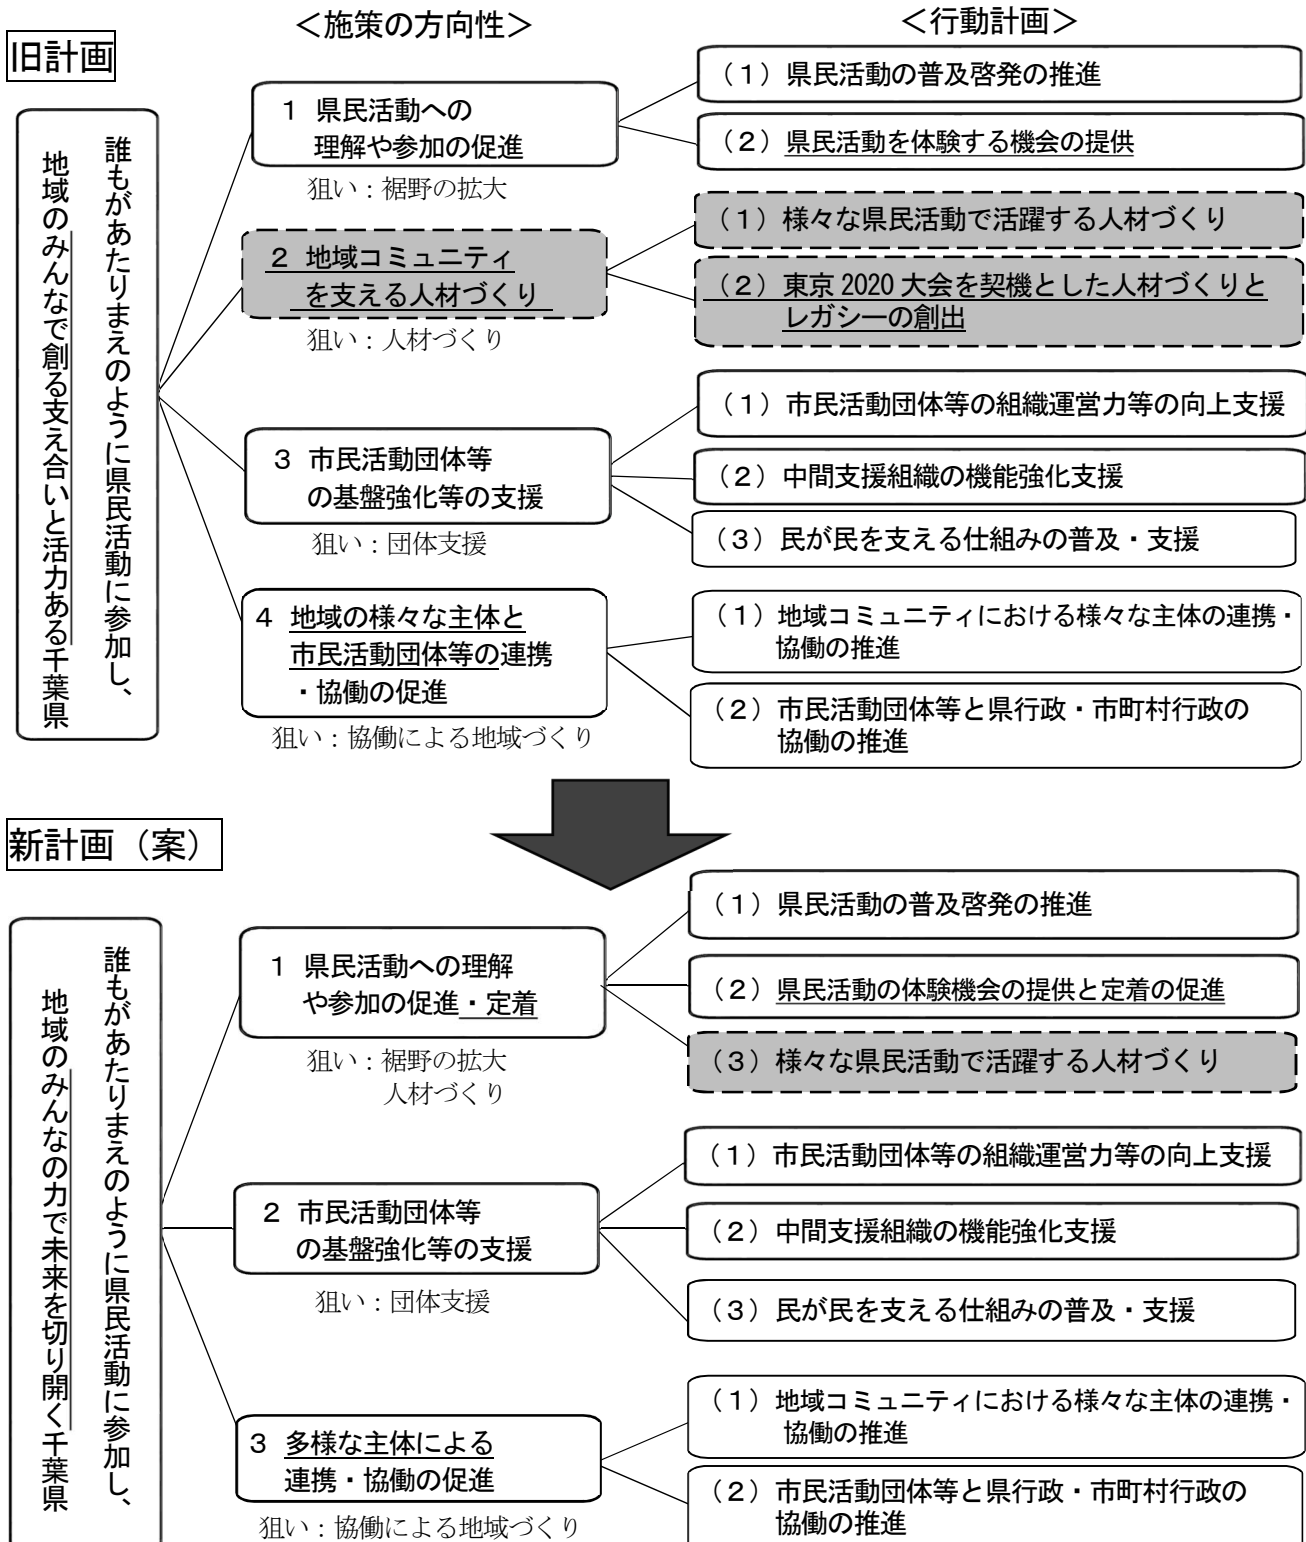 ＜施策の方向性＞
＜行動計画＞
旧計画
誰もがあたりまえのように県民活動に参加し、
地域のみんなで創る支え合いと活力ある千葉県
１ 県民活動への
理解や参加の促進
狙い：裾野の拡大
（１）県民活動の普及啓発の推進
（２）県民活動を体験する機会の提供
２ 地域コミュニティ
を支える人材づくり
狙い：人材づくり
（１）様々な県民活動で活躍する人材づくり
（２）東京2020大会を契機とした人材づくりと
レガシーの創出
３ 市民活動団体等
の基盤強化等の支援
狙い：団体支援
（１）市民活動団体等の組織運営力等の向上支援
（２）中間支援組織の機能強化支援
（３）民が民を支える仕組みの普及・支援
４ 地域の様々な主体と
市民活動団体等の連携
・協働の促進
狙い：協働による地域づくり
（１）地域コミュニティにおける様々な主体の連携・
協働の推進
（２）市民活動団体等と県行政・市町村行政の
協働の推進
新計画（案）
誰もがあたりまえのように県民活動に参加し、
地域のみんなの力で未来を切り開く千葉県
１ 県民活動への理解
や参加の促進・定着
狙い：裾野の拡大
人材づくり
（１）県民活動の普及啓発の推進
（２）県民活動の体験機会の提供と定着の促進
（３）様々な県民活動で活躍する人材づくり
２ 市民活動団体等
の基盤強化等の支援
狙い：団体支援
（１）市民活動団体等の組織運営力等の向上支援
（２）中間支援組織の機能強化支援
（３）民が民を支える仕組みの普及・支援
３ 多様な主体による
連携・協働の促進
狙い：協働による地域づくり
（１）地域コミュニティにおける様々な主体の連携・
協働の推進
（２）市民活動団体等と県行政・市町村行政の
協働の推進